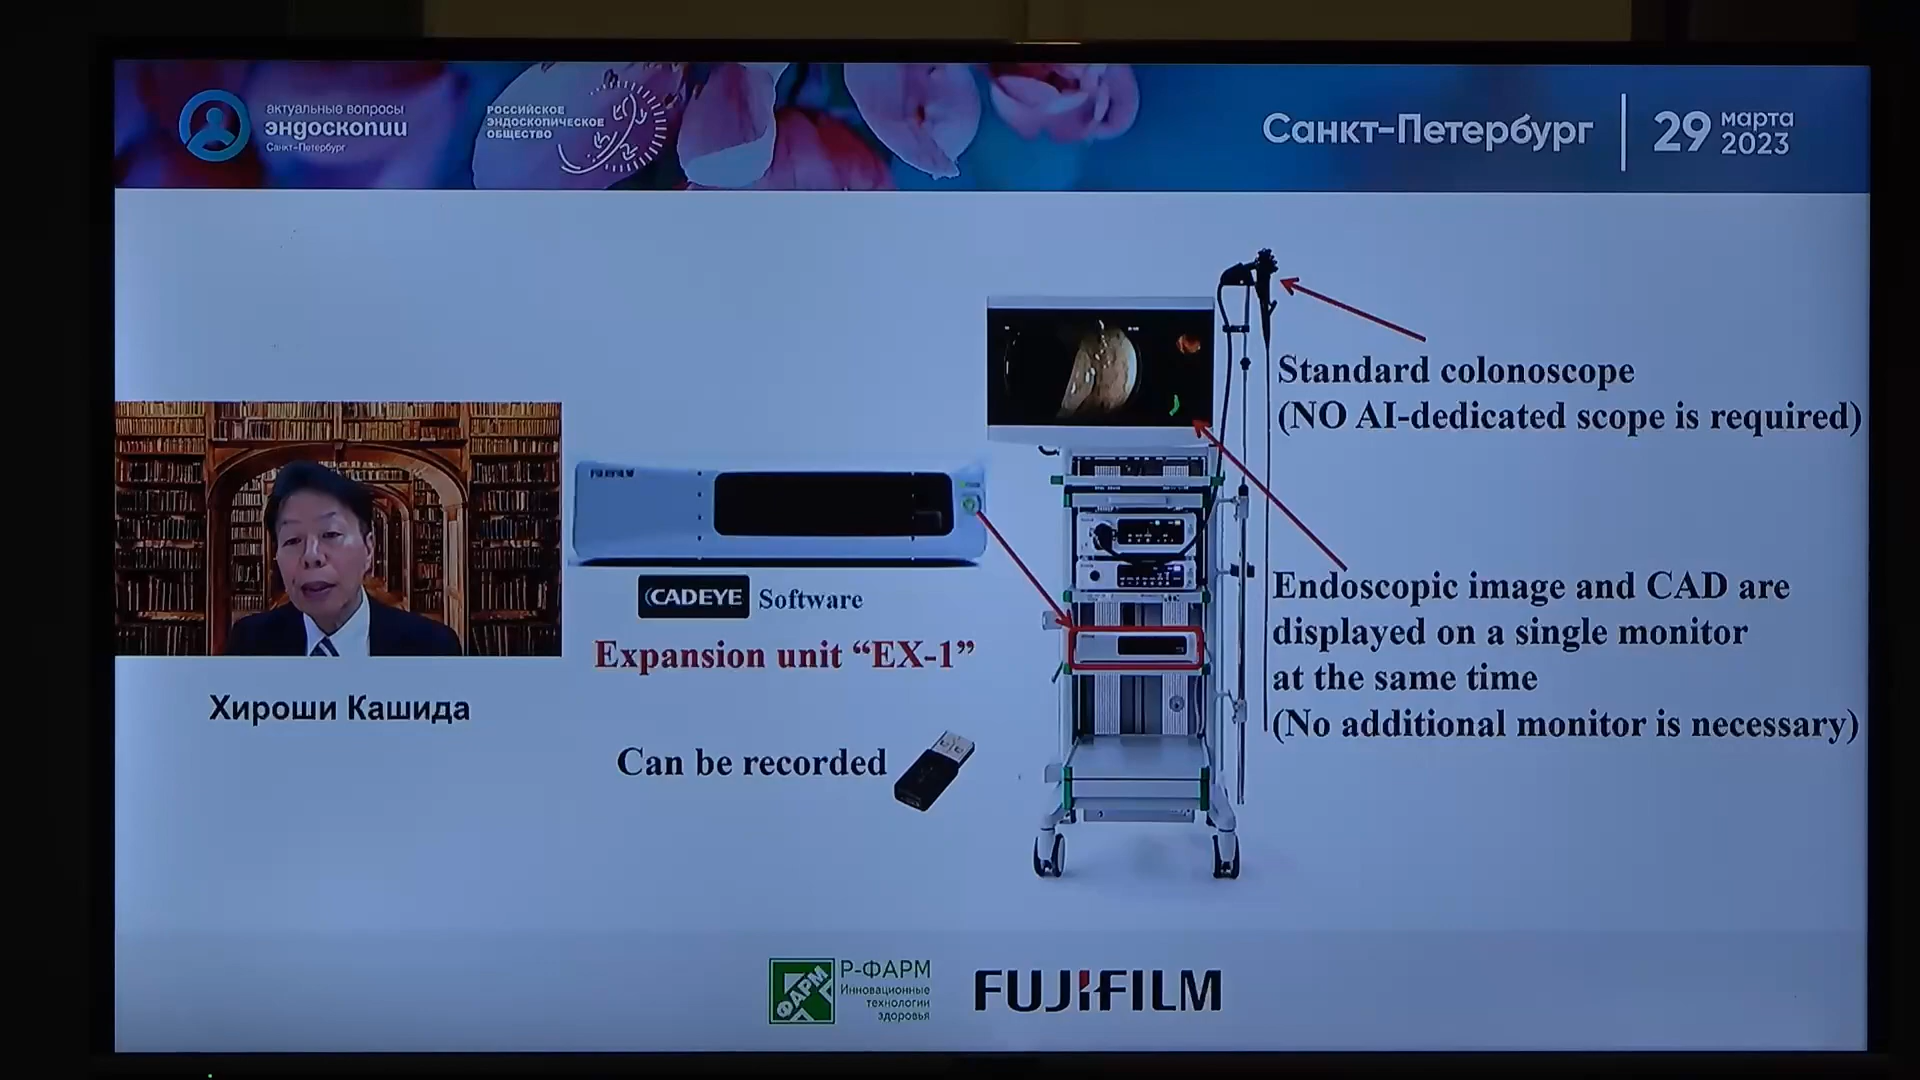 актуальные вопросы
эндоскопии
Санкт-Петербург
РОССИЙСКОЕ
ЭНДОСКОПИЧЕСКОЕ
ОБЩЕСТВО
Санкт-Петербург
29 марта
2023
Standard colonoscope
(NO AI-dedicated scope is required)
FUJIFILM
CADEYE Software
Expansion unit “EX-1”
Endoscopic image and CAD are
displayed on a single monitor
at the same time
(No additional monitor is necessary)
Хироши Кашида
Can be recorded
ФАРМ
Р-ФАРМ
Инновационные
технологии
здоровья
FUJIFILM